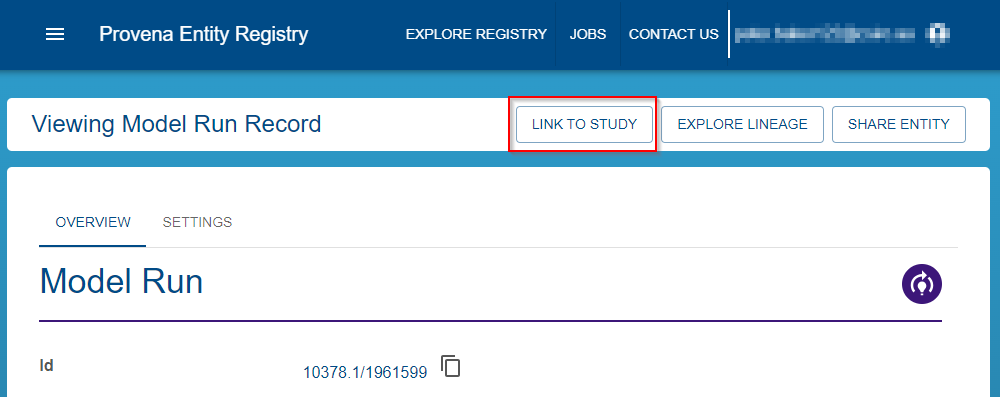 Provena Entity Registry EXPLORE REGISTRY JOBS CONTACT US
Viewing Model Run Record LINK TO STUDY EXPLORE LINEAGE SHARE ENTITY
OVERVIEW SETTINGS
Model Run
Id 10378.1/1961599